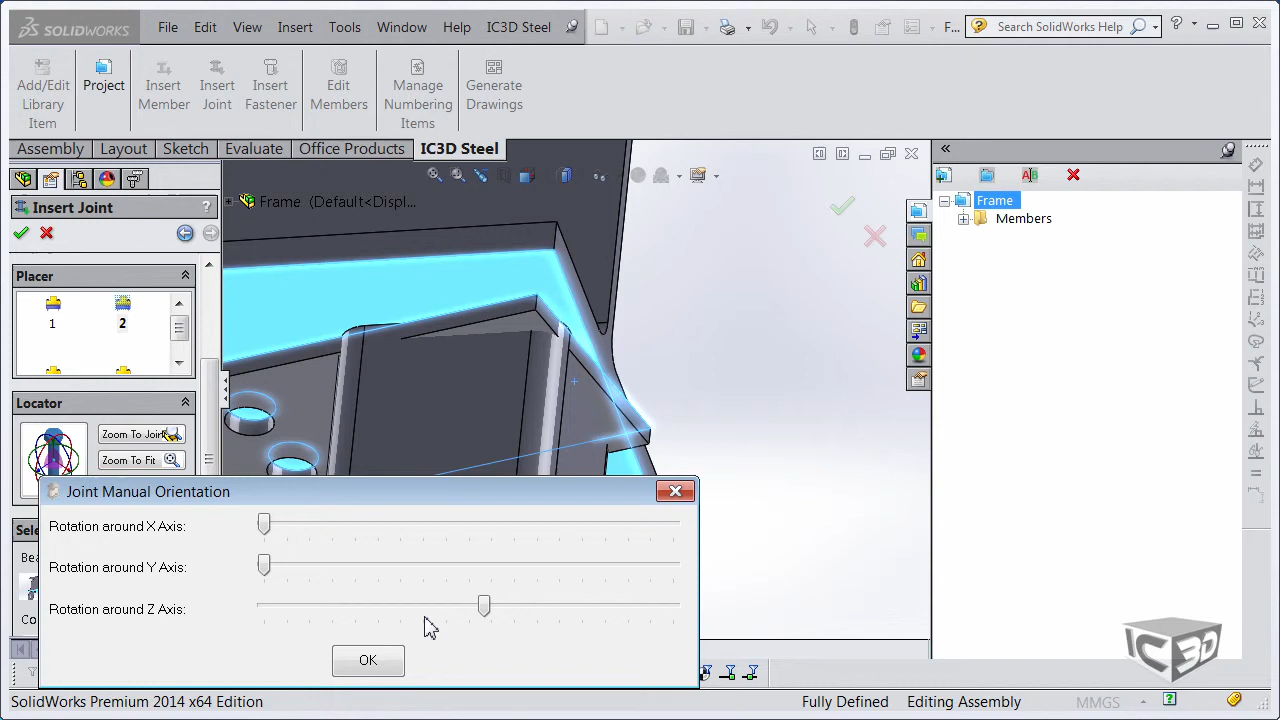 SOLIDWORKS File Edit View Insert Tools Window Help IC3D Steel F... Search SolidWorks Help
Add/Edit Library Item
Project
Insert Member
Insert Joint
Insert Fastener
Edit Members
Manage Numbering Items
Generate Drawings
Assembly Layout Sketch Evaluate Office Products IC3D Steel
Insert Joint ?
Frame (Default<Displ...
Frame
Members
Placer
1 2
Locator
Zoom To Joint
Zoom To Fit
Joint Manual Orientation
Rotation around X Axis:
Rotation around Y Axis:
Rotation around Z Axis:
OK
IC3D
SolidWorks Premium 2014 x64 Edition Fully Defined Editing Assembly MMGS